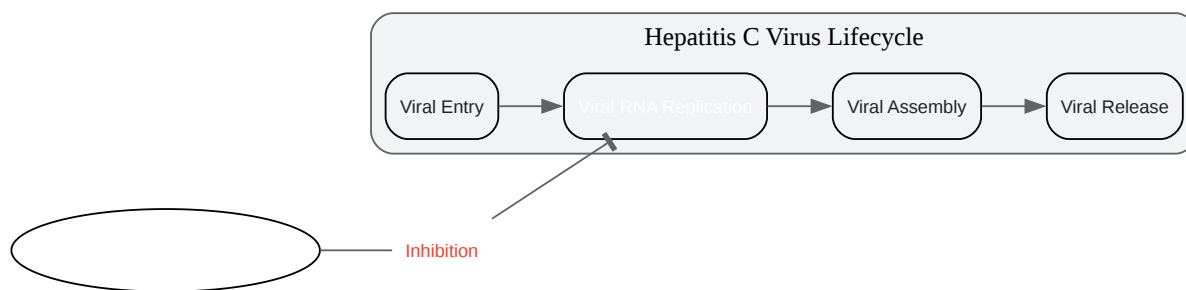 Hepatitis C Virus Lifecycle
Viral Entry
Viral RNA Replication
Viral Assembly
Viral Release
Inhibition